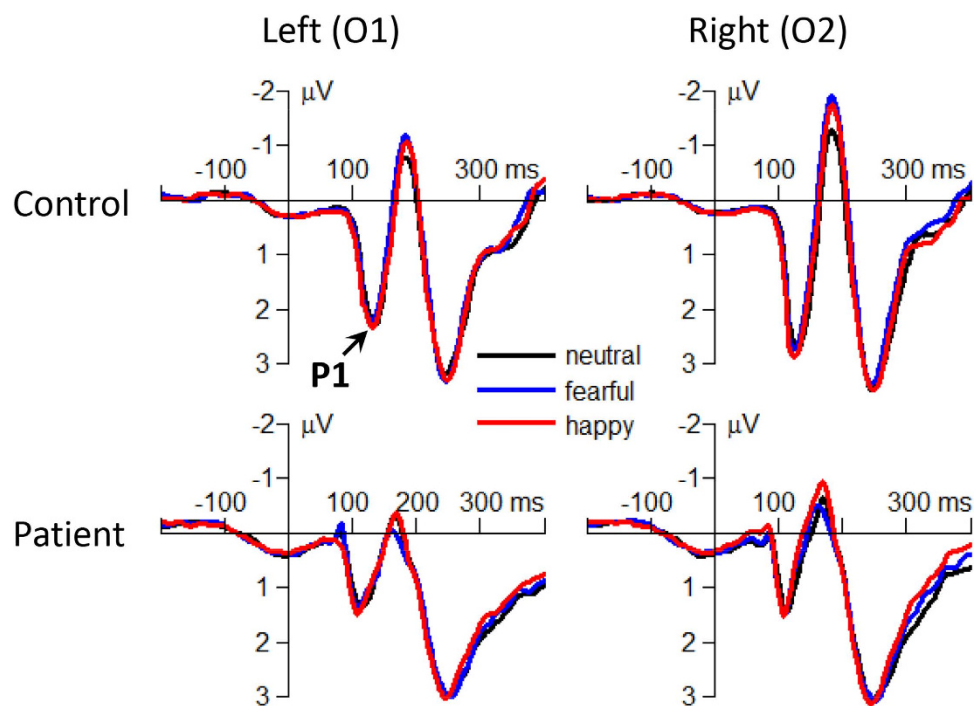 Left (O1)
Right (O2)
-2 µV
-2 µV
-1
-1
-100 100 300 ms
-100 100 300 ms
Control
1
1
2
2
3
3
P1
neutral
fearful
happy
-2 µV
-2 µV
-1
-1
-100 100 200 300 ms
-100 100 300 ms
Patient
1
1
2
2
3
3